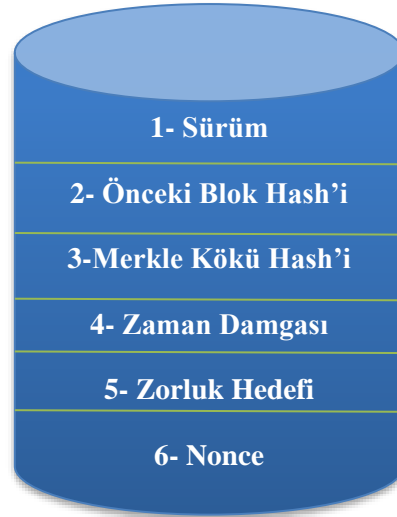 1- Sürüm
2- Önceki Blok Hash’i
3-Merkle Kökü Hash’i
4- Zaman Damgası
5- Zorluk Hedefi
6- Nonce